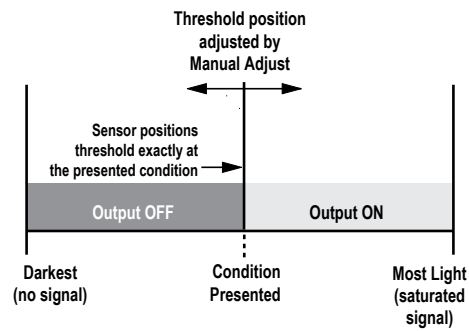 Threshold position
adjusted by
Manual Adjust
Sensor positions
threshold exactly at
the presented condition
Output OFF
Output ON
Darkest
(no signal)
Condition
Presented
Most Light
(saturated
signal)